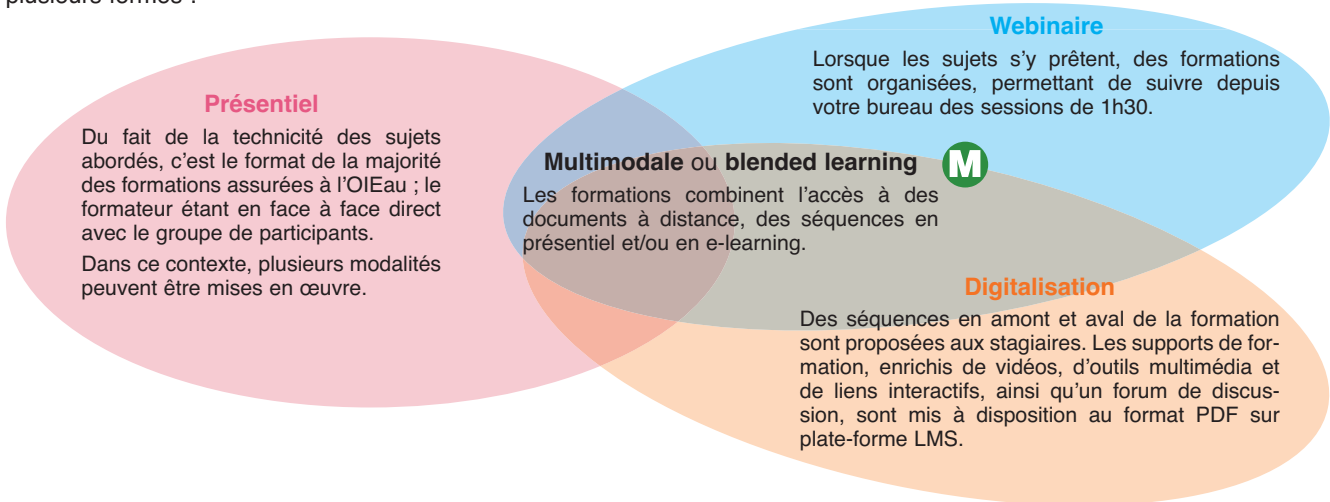 plusieurs formes :
Webinaire
Lorsque les sujets s’y prêtent, des formations
sont organisées, permettant de suivre depuis
votre bureau des sessions de 1h30.
Présentiel
Du fait de la technicité des sujets
abordés, c’est le format de la majorité
des formations assurées à l’OIEau ; le
formateur étant en face à face direct
avec le groupe de participants.
Dans ce contexte, plusieurs modalités
peuvent être mises en œuvre.
Multimodale ou blended learning M
Les formations combinent l’accès à des
documents à distance, des séquences en
présentiel et/ou en e-learning.
Digitalisation
Des séquences en amont et aval de la formation
sont proposées aux stagiaires. Les supports de for-
mation, enrichis de vidéos, d’outils multimédia et
de liens interactifs, ainsi qu’un forum de discus-
sion, sont mis à disposition au format PDF sur
plate-forme LMS.